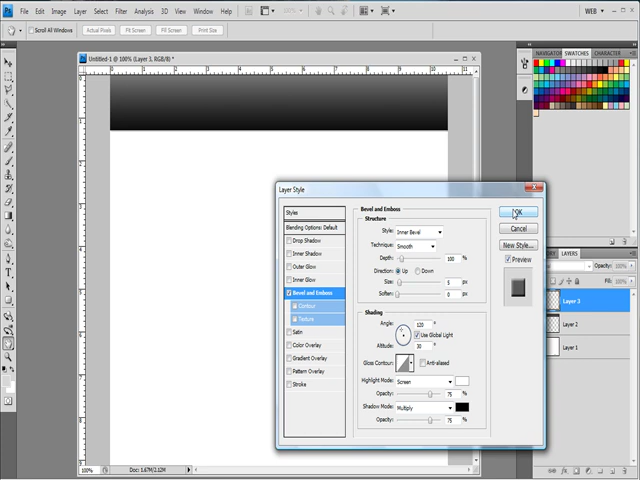 Ps File Edit Image Layer Select Filter Analysis 3D View Window Help 100% WEB
Scroll All Windows Actual Pixels Fit Screen Fill Screen Print Size
Untitled-1 @ 100% (Layer 3, RGB/8) *
NAVIGATOR SWATCHES CHARACTER
Layer Style
Styles
Blending Options: Default
Drop Shadow
Inner Shadow
Outer Glow
Inner Glow
Bevel and Emboss
Contour
Texture
Satin
Color Overlay
Gradient Overlay
Pattern Overlay
Stroke
Bevel and Emboss
Structure
Style: Inner Bevel
Technique: Smooth
Depth: 100 %
Direction: Up Down
Size: 5 px
Soften: 0 px
Shading
Angle: 120 °
Use Global Light
Altitude: 30 °
Gloss Contour: Anti-aliased
Highlight Mode: Screen
Opacity: 75 %
Shadow Mode: Multiply
Opacity: 75 %
OK
Cancel
New Style...
Preview
LAYERS
Opacity: 100%
Fill: 100%
Layer 3
Layer 2
Layer 1
100% Doc: 1.67M/2.12M